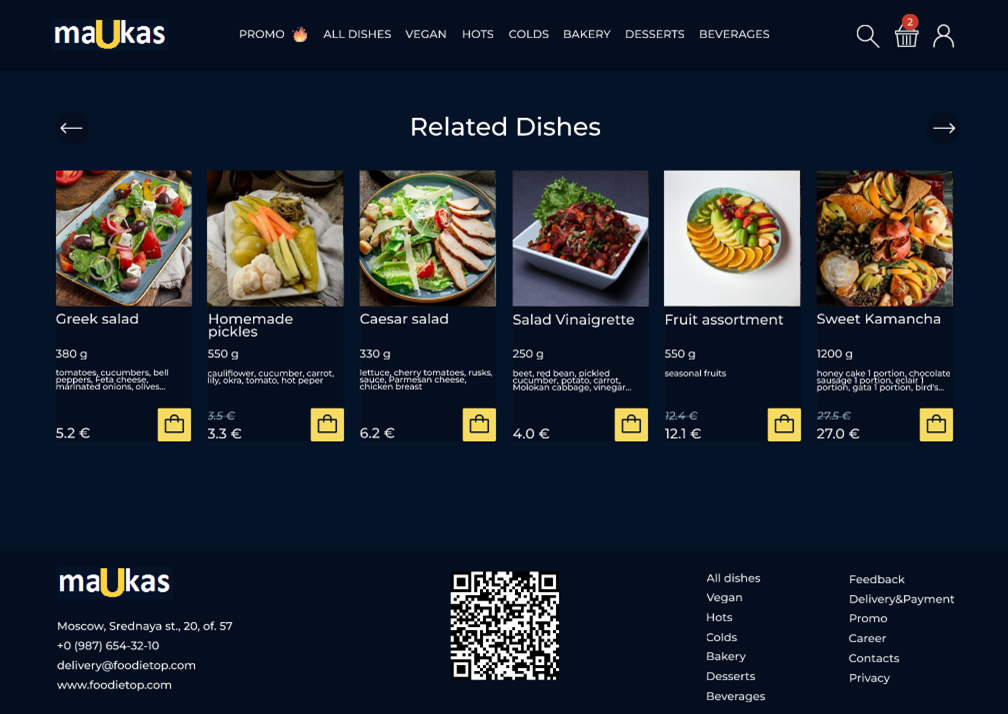 maUkas
PROMO ALL DISHES VEGAN HOTS COLDS BAKERY DESSERTS BEVERAGES
2
Related Dishes
Greek salad
380 g
tomatoes, cucumbers, bell
peppers, Feta cheese,
marinated onions, olives...
5.2 €
Homemade
pickles
550 g
cauliflower, cucumber, carrot,
lily, okra, tomato, hot peper
3.5 €
3.3 €
Caesar salad
330 g
lettuce, cherry tomatoes, rusks,
sauce, Parmesan cheese,
chicken breast
6.2 €
Salad Vinaigrette
250 g
beet, red bean, pickled
cucumber, potato, carrot,
Molokan cabbage, vinegar...
4.0 €
Fruit assortment
550 g
seasonal fruits
12.4 €
12.1 €
Sweet Kamancha
1200 g
honey cake 1 portion, chocolate
sausage 1 portion, eclair 1
portion, gata 1 portion, bird's...
27.5 €
27.0 €
maUkas
Moscow, Srednaya st., 20, of. 57
+0 (987) 654-32-10
delivery@foodietop.com
www.foodietop.com
All dishes
Vegan
Hots
Colds
Bakery
Desserts
Beverages
Feedback
Delivery&Payment
Promo
Career
Contacts
Privacy